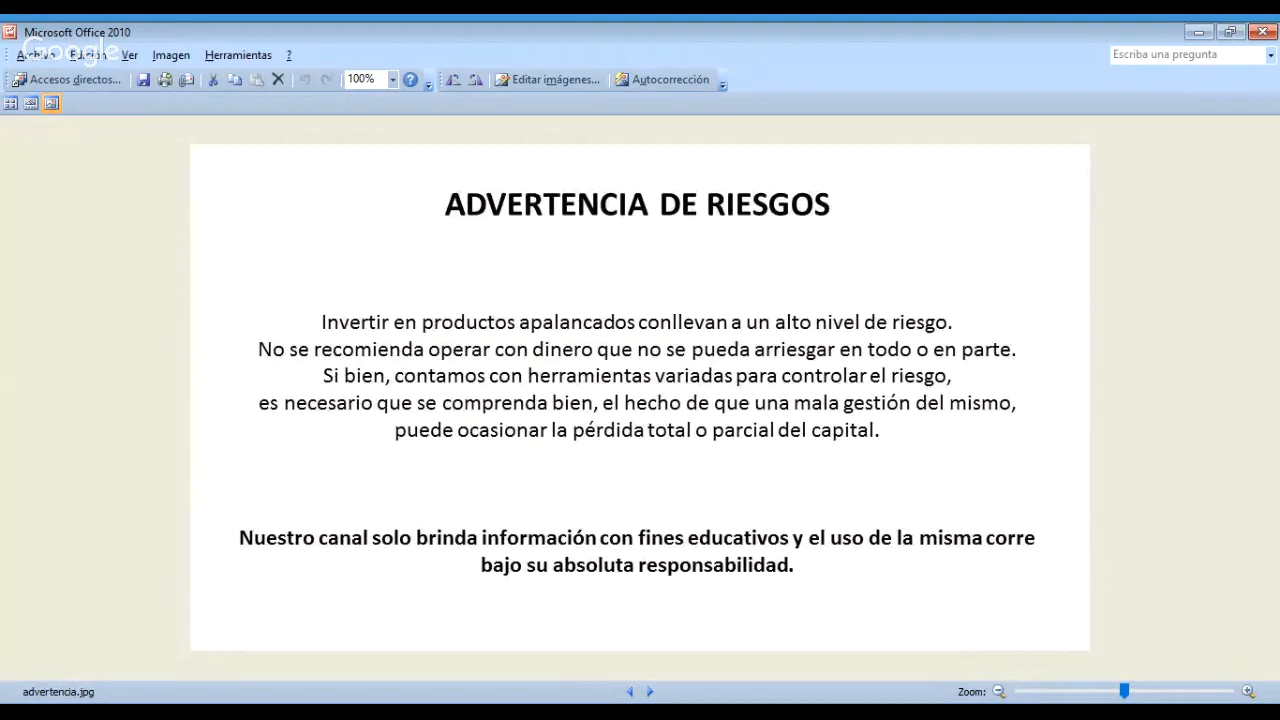 Microsoft Office 2010
Google
Archivo Edición Ver Imagen Herramientas ?
Escriba una pregunta
Accesos directos... 100% Editar imágenes... Autocorrección
ADVERTENCIA DE RIESGOS
Invertir en productos apalancados conllevan a un alto nivel de riesgo.
No se recomienda operar con dinero que no se pueda arriesgar en todo o en parte.
Si bien, contamos con herramientas variadas para controlar el riesgo,
es necesario que se comprenda bien, el hecho de que una mala gestión del mismo,
puede ocasionar la pérdida total o parcial del capital.
Nuestro canal solo brinda información con fines educativos y el uso de la misma corre
bajo su absoluta responsabilidad.
advertencia.jpg
Zoom: